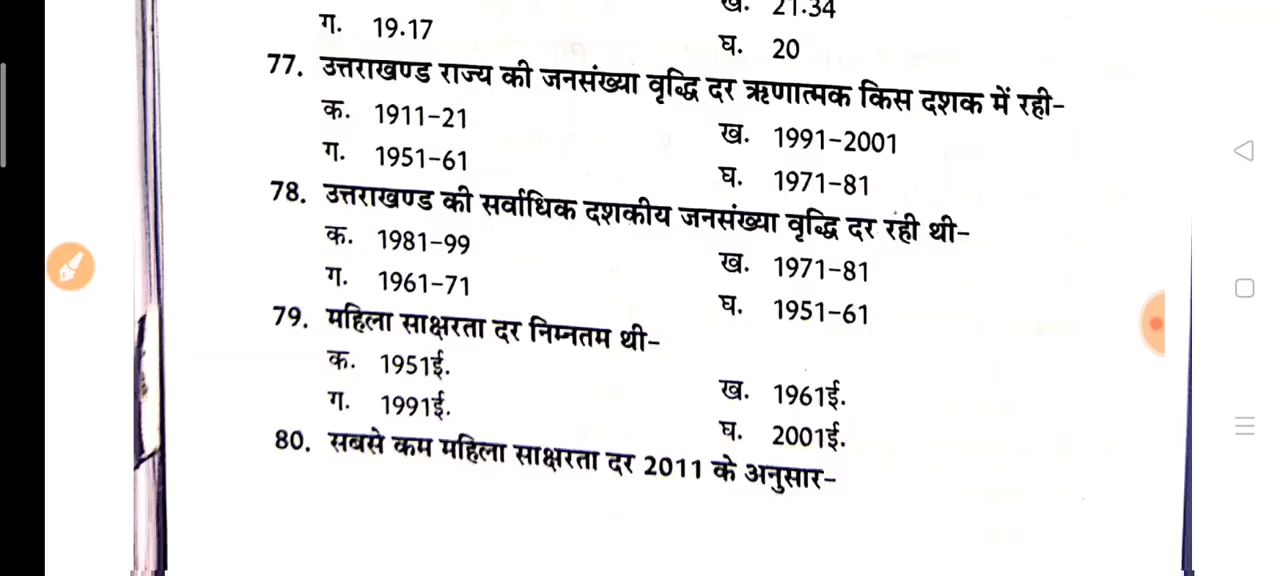 ख. 21.34
ग. 19.17
घ. 20
77. उत्तराखण्ड राज्य की जनसंख्या वृद्धि दर ऋणात्मक किस दशक में रही-
क. 1911-21
ख. 1991-2001
ग. 1951-61
घ. 1971-81
78. उत्तराखण्ड की सर्वाधिक दशकीय जनसंख्या वृद्धि दर रही थी-
क. 1981-99
ख. 1971-81
ग. 1961-71
घ. 1951-61
79. महिला साक्षरता दर निम्नतम थी-
क. 1951ई.
ख. 1961ई.
ग. 1991ई.
घ. 2001ई.
80. सबसे कम महिला साक्षरता दर 2011 के अनुसार-